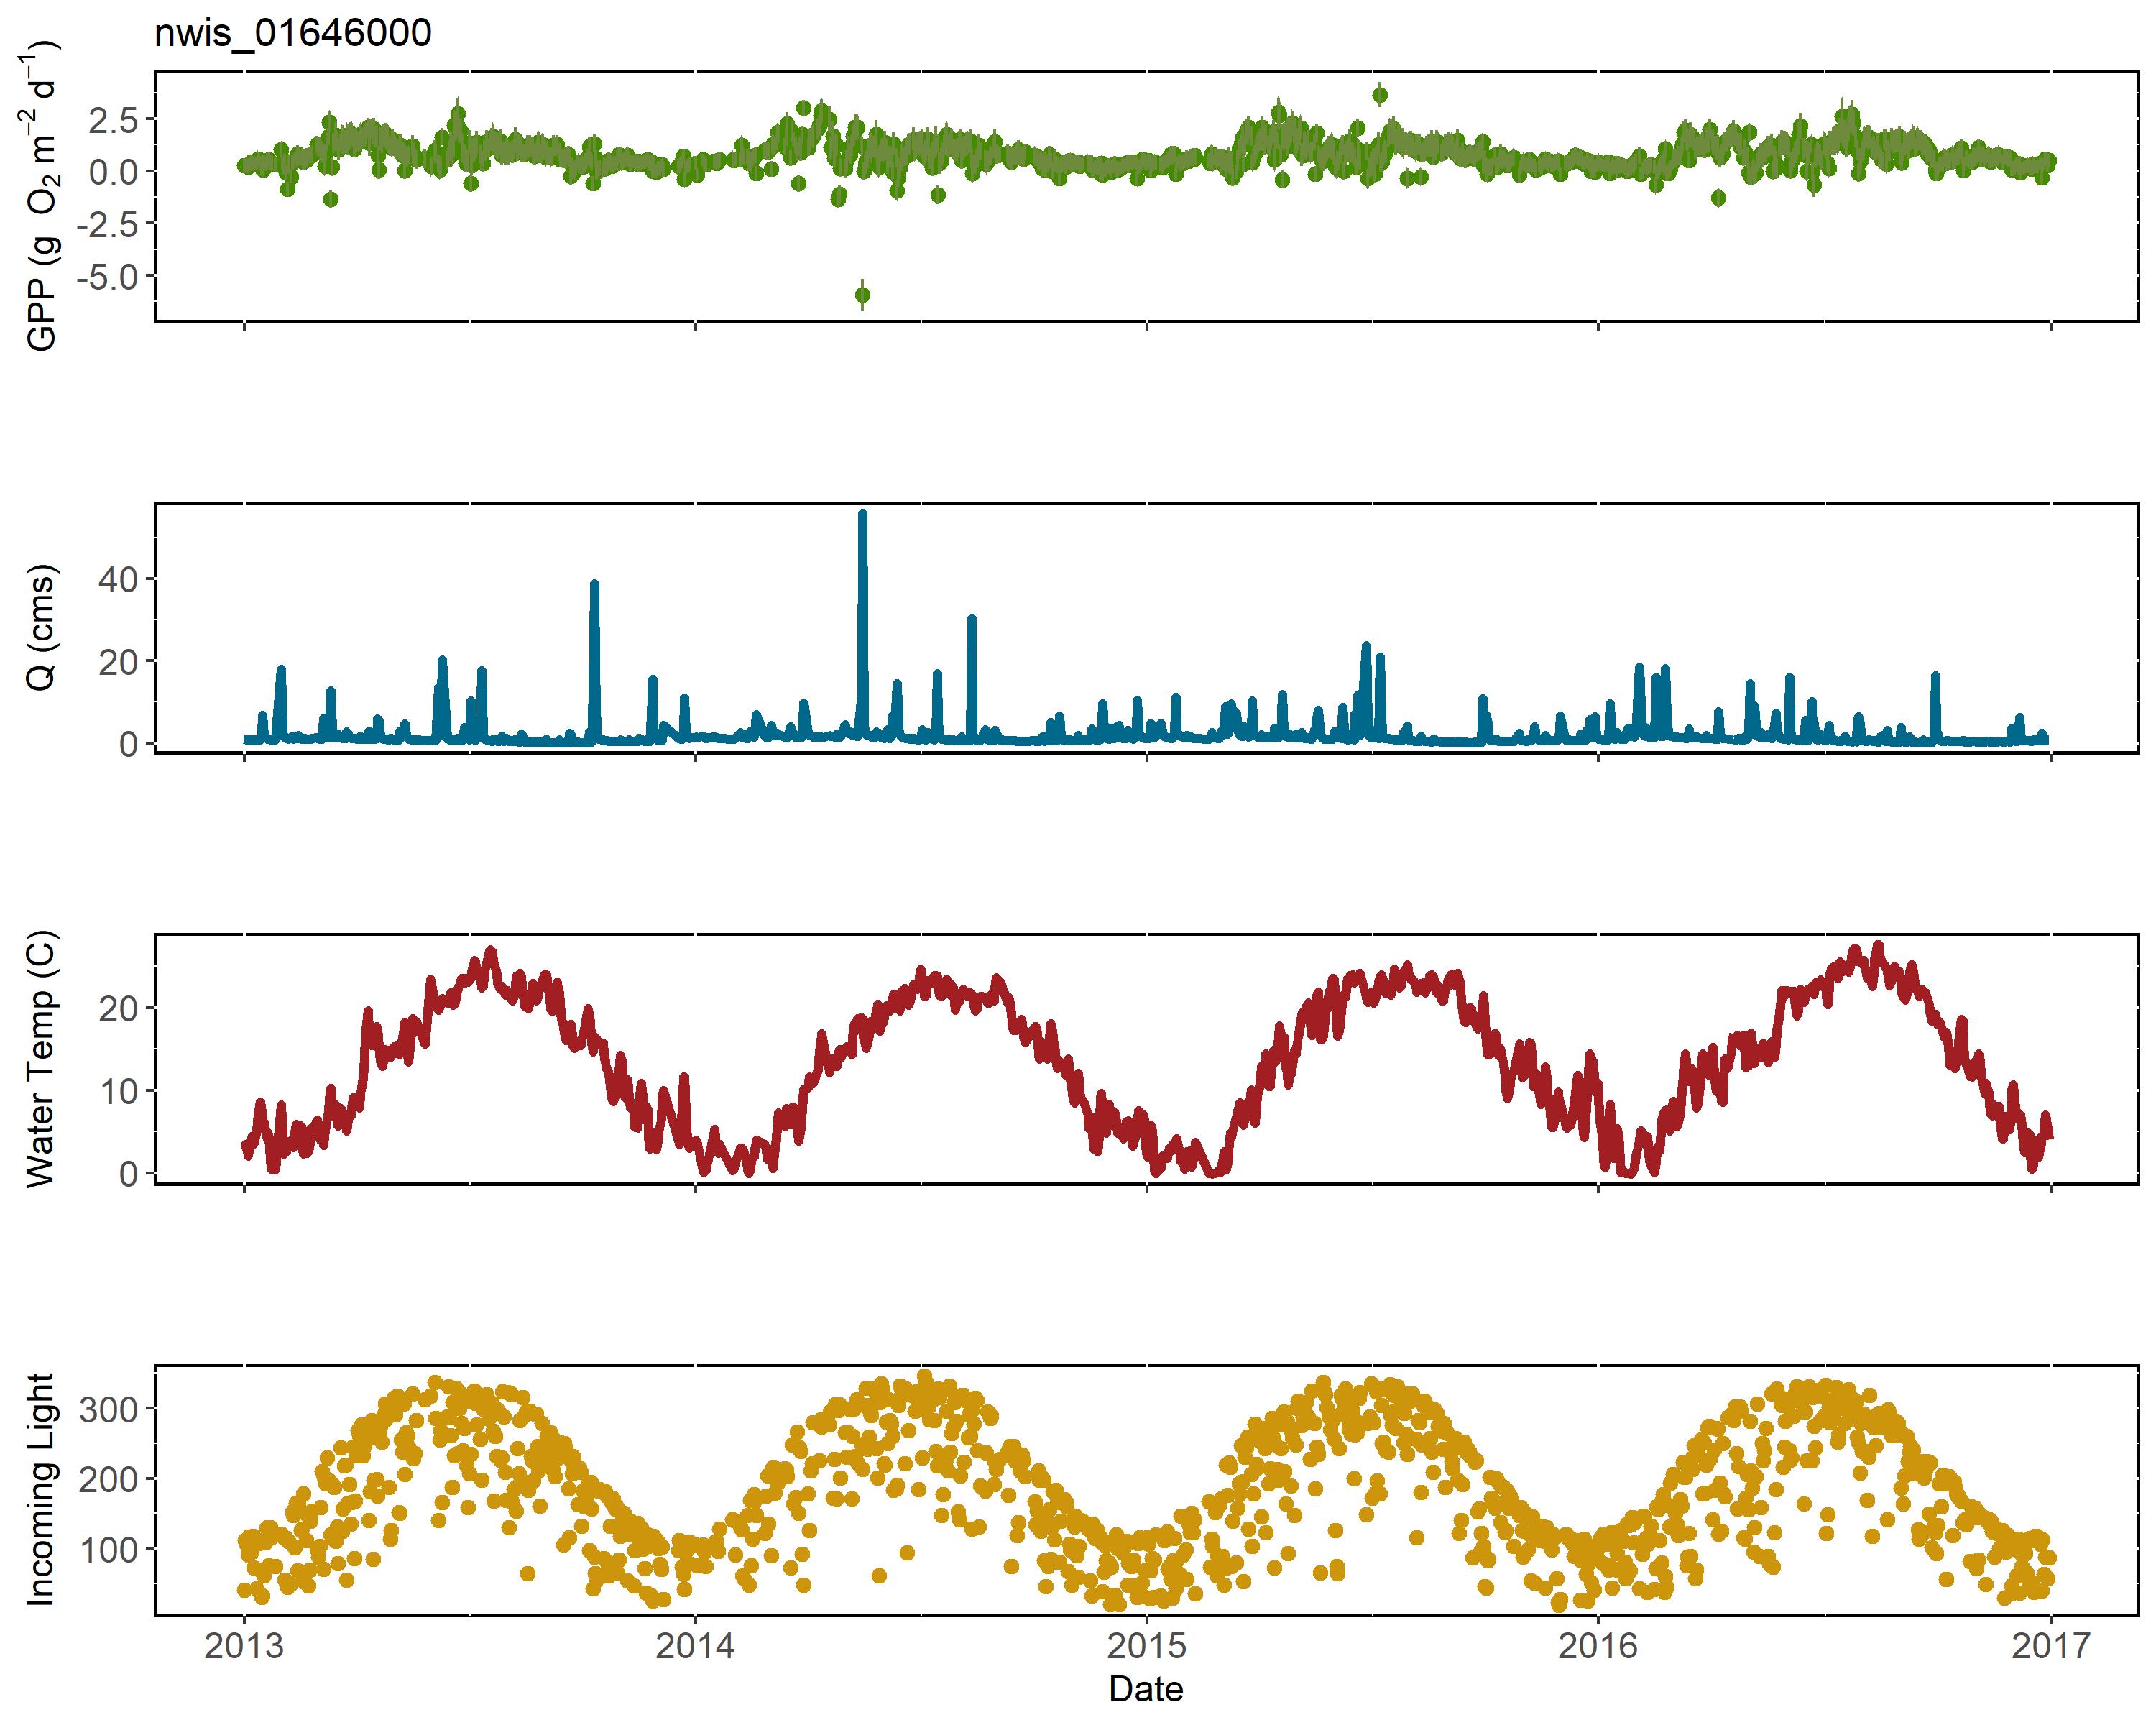 nwis_01646000
GPP (g O₂ m⁻² d⁻¹)
2.5
0.0
-2.5
-5.0
Q (cms)
40
20
0
Water Temp (C)
20
10
0
Incoming Light
300
200
100
2013 2014 2015 2016 2017
Date